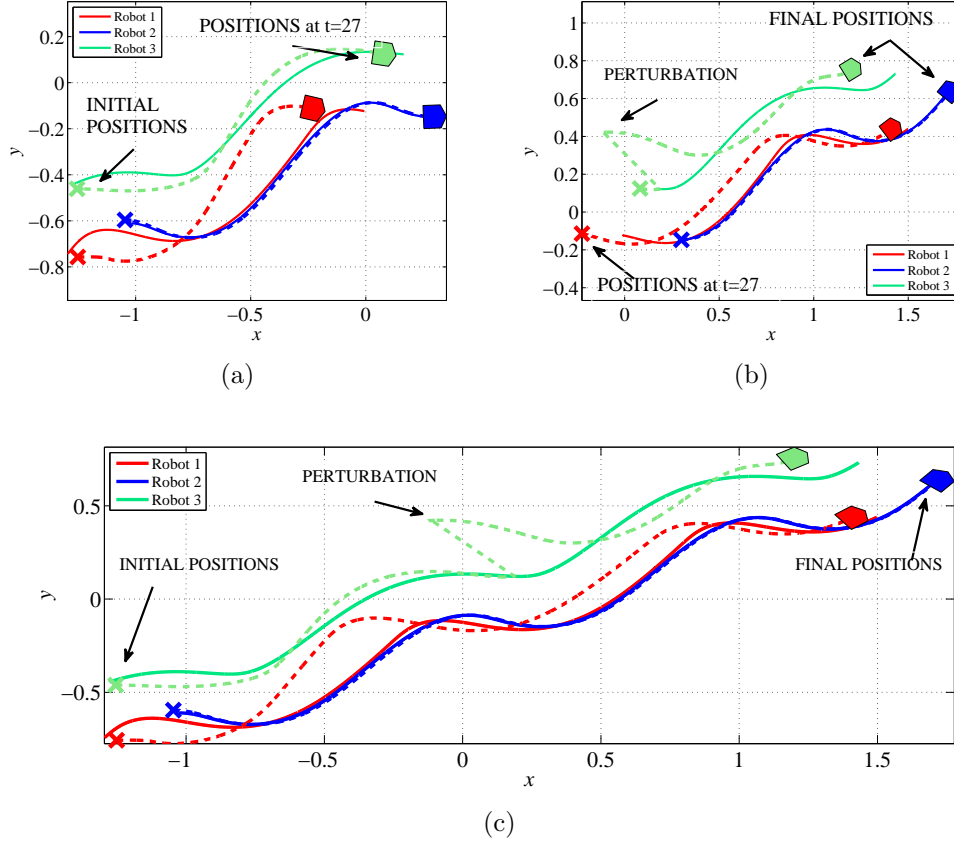 Robot 1
Robot 2
Robot 3
POSITIONS at t=27
INITIAL
POSITIONS
0.2
0
−0.2
−0.4
−0.6
−0.8
y
−1
−0.5
0
x
(a)
FINAL POSITIONS
PERTURBATION
POSITIONS at t=27
Robot 1
Robot 2
Robot 3
1
0.8
0.6
0.4
0.2
0
−0.2
−0.4
y
0
0.5
1
1.5
x
(b)
Robot 1
Robot 2
Robot 3
PERTURBATION
INITIAL POSITIONS
FINAL POSITIONS
0.5
0
−0.5
y
−1
−0.5
0
0.5
1
1.5
x
(c)